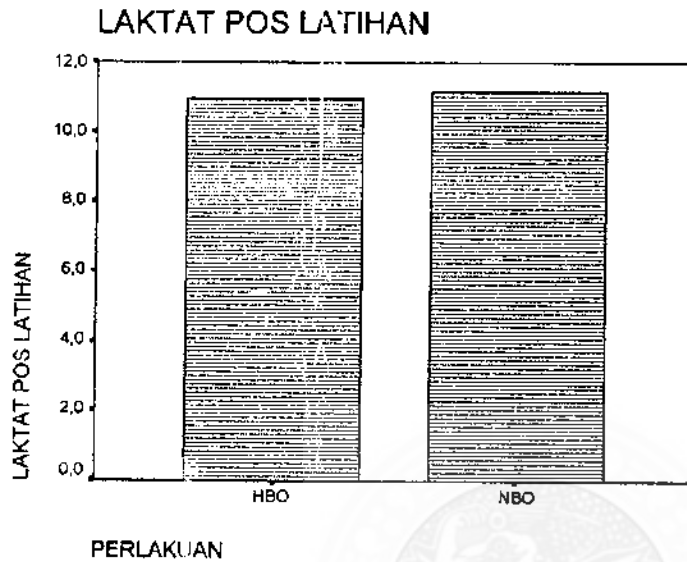 LAKTAT POS LATIHAN
12,0
10,0
8,0
6,0
4,0
2,0
0,0
LAKTAT POS LATIHAN
HBO
NBO
PERLAKUAN